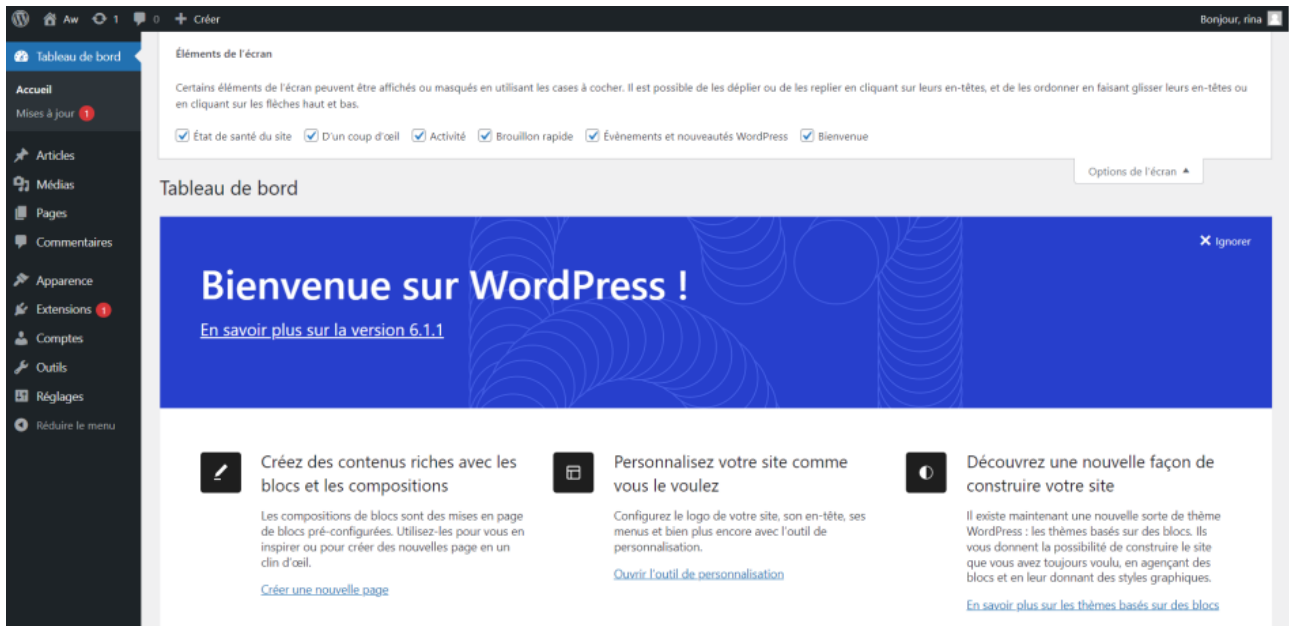 Aw 1 0 + Créer
Bonjour, rina
Tableau de bord
Accueil
Mises à jour 1
Articles
Médias
Pages
Commentaires
Apparence
Extensions 1
Comptes
Outils
Réglages
Réduire le menu
Éléments de l'écran
Certains éléments de l'écran peuvent être affichés ou masqués en utilisant les cases à cocher. Il est possible de les déplier ou de les replier en cliquant sur leurs en-têtes, et de les ordonner en faisant glisser leurs en-têtes ou
en cliquant sur les flèches haut et bas.
État de santé du site D'un coup d'œil Activité Brouillon rapide Évènements et nouveautés WordPress Bienvenue
Options de l'écran
Tableau de bord
Ignorer
Bienvenue sur WordPress !
En savoir plus sur la version 6.1.1
Créez des contenus riches avec les
blocs et les compositions
Les compositions de blocs sont des mises en page
de blocs pré-configurées. Utilisez-les pour vous en
inspirer ou pour créer des nouvelles page en un
clin d'œil.
Créer une nouvelle page
Personnalisez votre site comme
vous le voulez
Configurez le logo de votre site, son en-tête, ses
menus et bien plus encore avec l'outil de
personnalisation.
Ouvrir l'outil de personnalisation
Découvrez une nouvelle façon de
construire votre site
Il existe maintenant une nouvelle sorte de thème
WordPress : les thèmes basés sur des blocs. Ils
vous donnent la possibilité de construire le site
que vous avez toujours voulu, en agençant des
blocs et en leur donnant des styles graphiques.
En savoir plus sur les thèmes basés sur des blocs